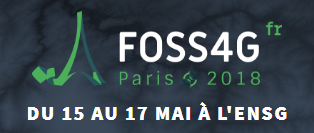 FOSS4G fr
Paris 2018
DU 15 AU 17 MAI À L'ENSG